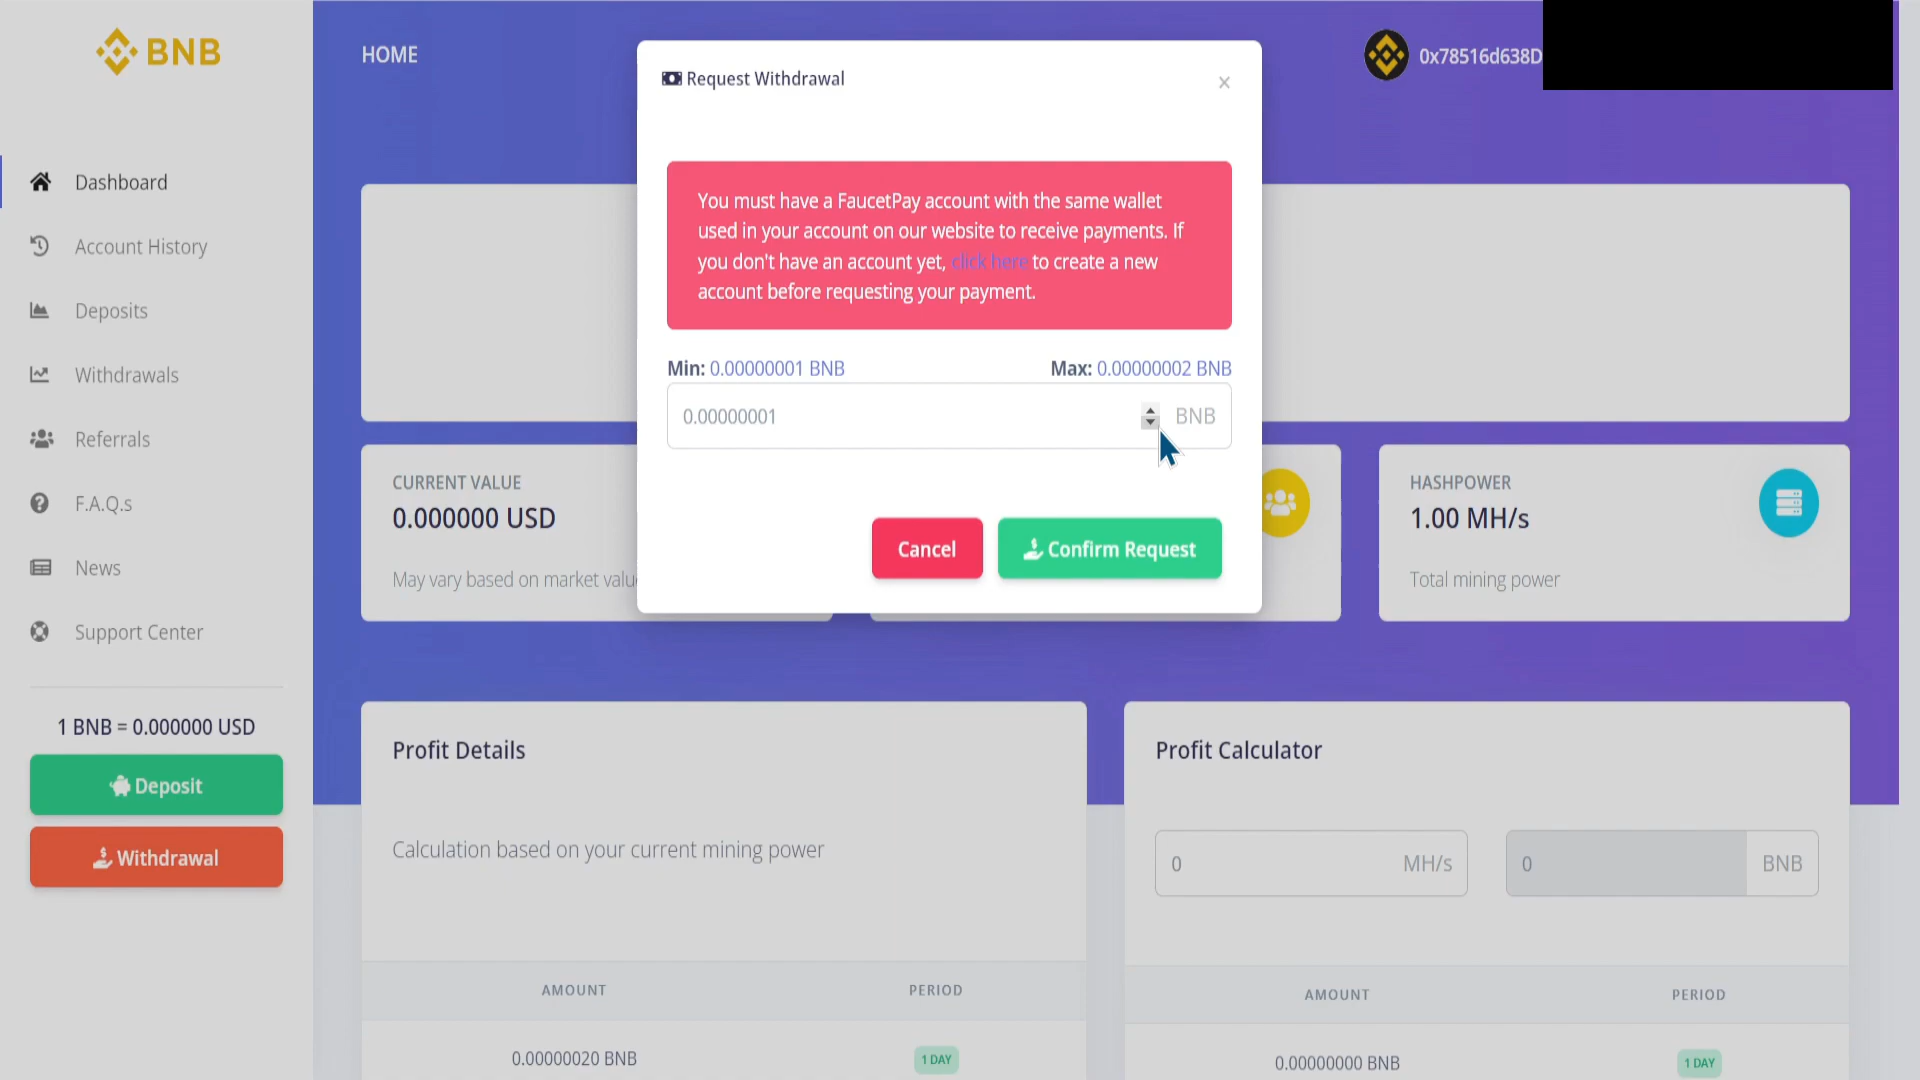 BNB
HOME
0x78516d638D
Dashboard
Account History
Deposits
Withdrawals
Referrals
F.A.Q.s
News
Support Center
1 BNB = 0.000000 USD
Deposit
Withdrawal
Request Withdrawal
×
You must have a FaucetPay account with the same wallet
used in your account on our website to receive payments. If
you don't have an account yet, click here to create a new
account before requesting your payment.
Min: 0.00000001 BNB Max: 0.00000002 BNB
0.00000001 BNB
Cancel Confirm Request
CURRENT VALUE
0.000000 USD
May vary based on market valu
HASHPOWER
1.00 MH/s
Total mining power
Profit Details
Calculation based on your current mining power
AMOUNT PERIOD
0.00000020 BNB 1 DAY
Profit Calculator
0 MH/s 0 BNB
AMOUNT PERIOD
0.00000000 BNB 1 DAY